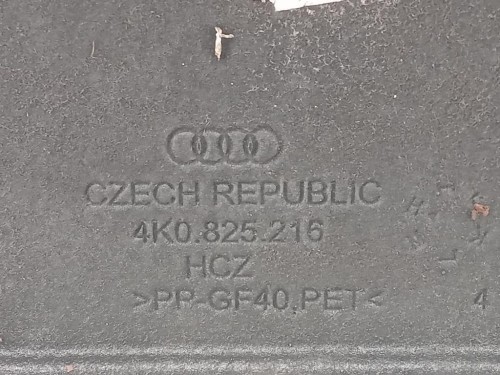 CZECH REPUBLIC
4K0.825.216
HCZ
>PP-GF40,PET<
4